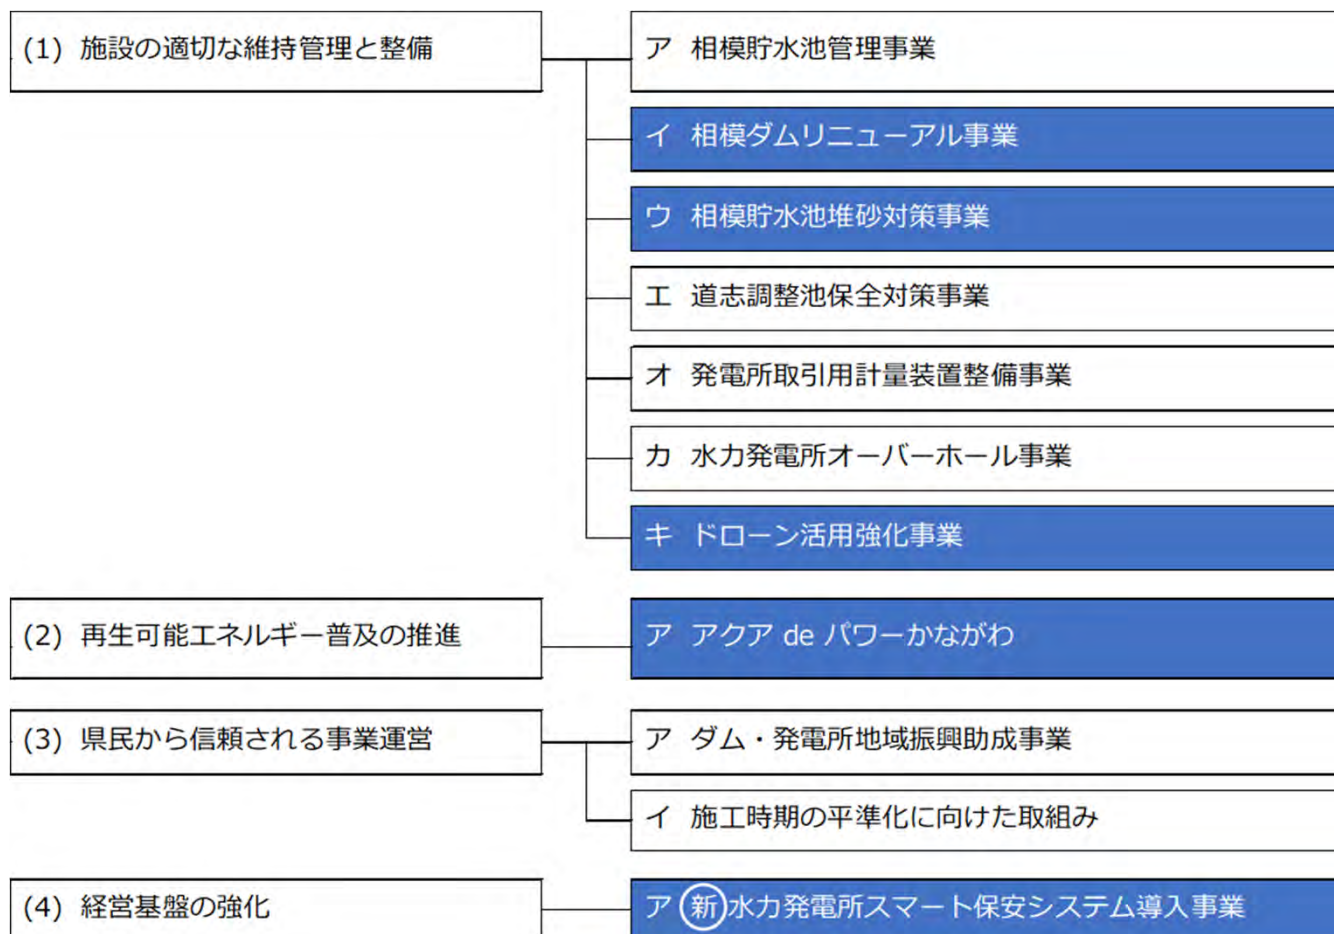 (1) 施設の適切な維持管理と整備
ア 相模貯水池管理事業
イ 相模ダムリニューアル事業
ウ 相模貯水池堆砂対策事業
エ 道志調整池保全対策事業
オ 発電所取引用計量装置整備事業
カ 水力発電所オーバーホール事業
キ ドローン活用強化事業
(2) 再生可能エネルギー普及の推進
ア アクア de パワーかながわ
(3) 県民から信頼される事業運営
ア ダム・発電所地域振興助成事業
イ 施工時期の平準化に向けた取組み
(4) 経営基盤の強化
ア 新 水力発電所スマート保安システム導入事業